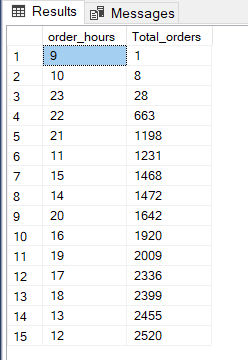 Results Messages
order_hours Total_orders
1 9 1
2 10 8
3 23 28
4 22 663
5 21 1198
6 11 1231
7 15 1468
8 14 1472
9 20 1642
10 16 1920
11 19 2009
12 17 2336
13 18 2399
14 13 2455
15 12 2520